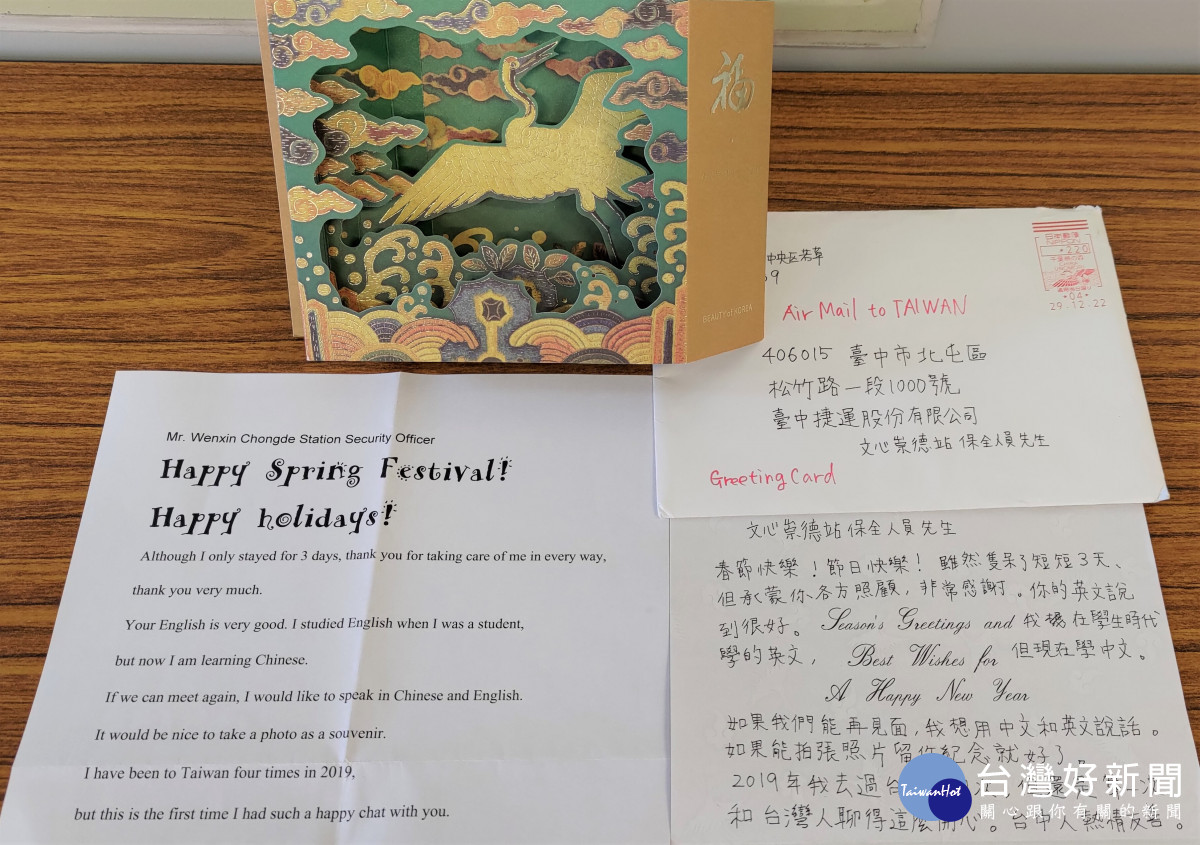 福
BEAUTY of KOREA
中央区若草
9
NIPPON
220
04
29.12.22
Air Mail to TAIWAN
406015 臺中市北屯區
松竹路一段1000號
臺中捷運股份有限公司
文心崇德站 保全人員先生
Greeting Card
Mr. Wenxin Chongde Station Security Officer
Happy Spring Festival!
Happy holidays!
Although I only stayed for 3 days, thank you for taking care of me in every way,
thank you very much.
Your English is very good. I studied English when I was a student,
but now I am learning Chinese.
If we can meet again, I would like to speak in Chinese and English.
It would be nice to take a photo as a souvenir.
I have been to Taiwan four times in 2019,
but this is the first time I had such a happy chat with you.
文心崇德站 保全人員 先生
春節快樂！節日快樂！雖然隻呆了短短3天、
但承蒙你各方照顧，非常感謝。你的英文說
到很好。 Season's Greetings and 我 在學生時代
學的英文， Best Wishes for 但現在學中文。
A Happy New Year
如果我們能再見面，我想用中文和英文說話。
如果能拍張照片留作紀念就好了。
2019年我去過台
和台灣人聊得這麼開心。台中人熱情友善。
TaiwanHot
台灣好新聞
關心跟你有關的新聞